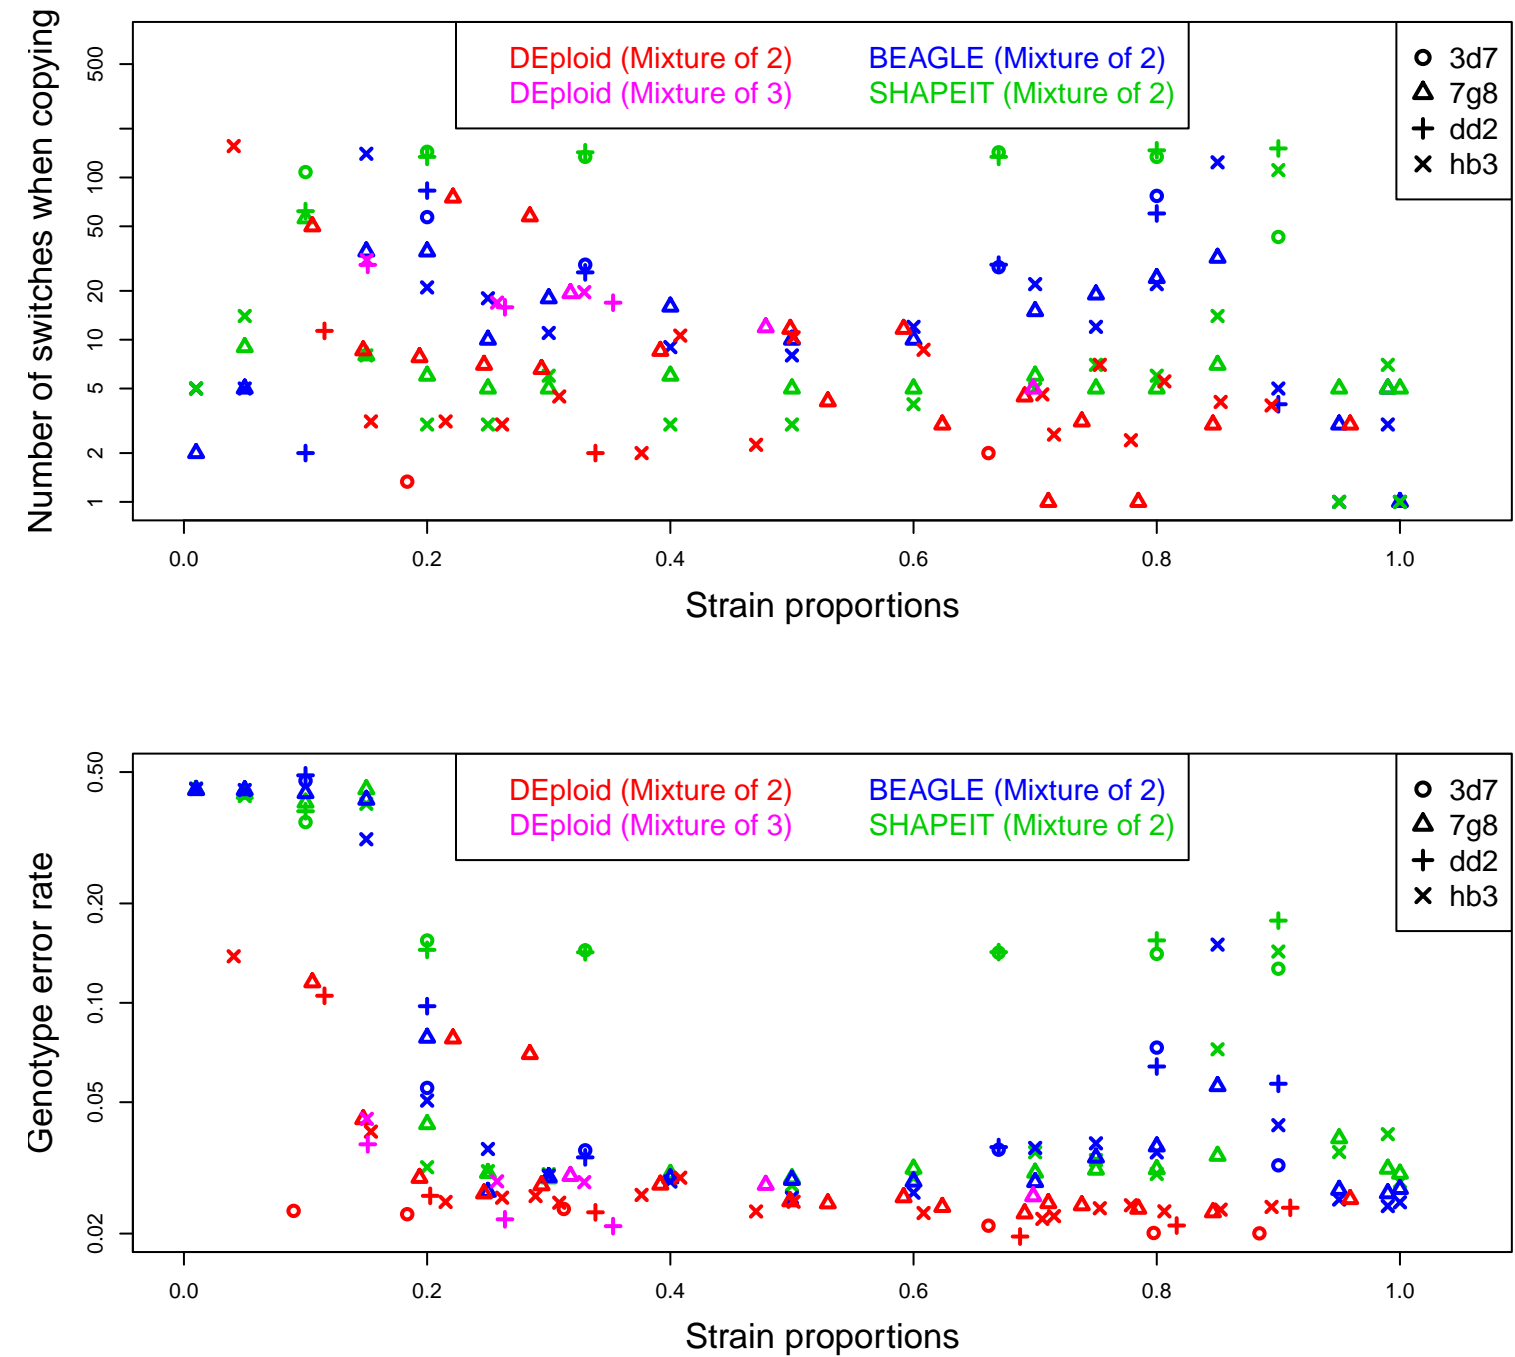 Number of switches when copying
500
100
50
20
10
5
2
1
DEploid (Mixture of 2) BEAGLE (Mixture of 2)
DEploid (Mixture of 3) SHAPEIT (Mixture of 2)
3d7
7g8
dd2
hb3
0.0 0.2 0.4 0.6 0.8 1.0
Strain proportions
Genotype error rate
0.50
0.20
0.10
0.05
0.02
DEploid (Mixture of 2) BEAGLE (Mixture of 2)
DEploid (Mixture of 3) SHAPEIT (Mixture of 2)
3d7
7g8
dd2
hb3
0.0 0.2 0.4 0.6 0.8 1.0
Strain proportions